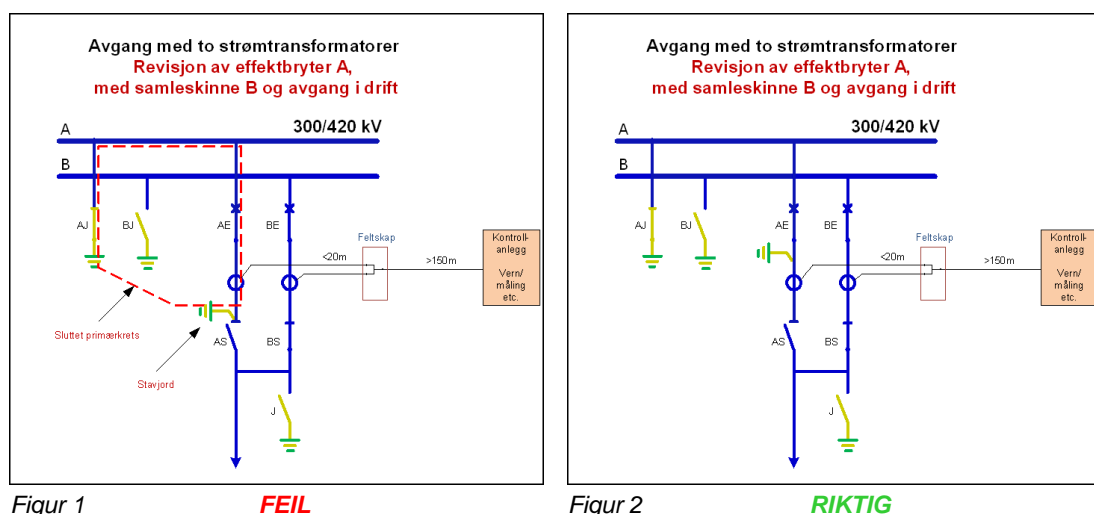 Avgang med to strømtransformatorer
Revisjon av effektbryter A,
med samleskinne B og avgang i drift
A
300/420 kV
B
AJ
BJ
AE
BE
Feltskap
<20m
>150m
Kontroll-
anlegg
Vern/
måling
etc.
Sluttet primærkrets
AS
BS
Stavjord
J
Figur 1
FEIL
Avgang med to strømtransformatorer
Revisjon av effektbryter A,
med samleskinne B og avgang i drift
A
300/420 kV
B
AJ
BJ
AE
BE
Feltskap
<20m
>150m
Kontroll-
anlegg
Vern/
måling
etc.
AS
BS
J
Figur 2
RIKTIG